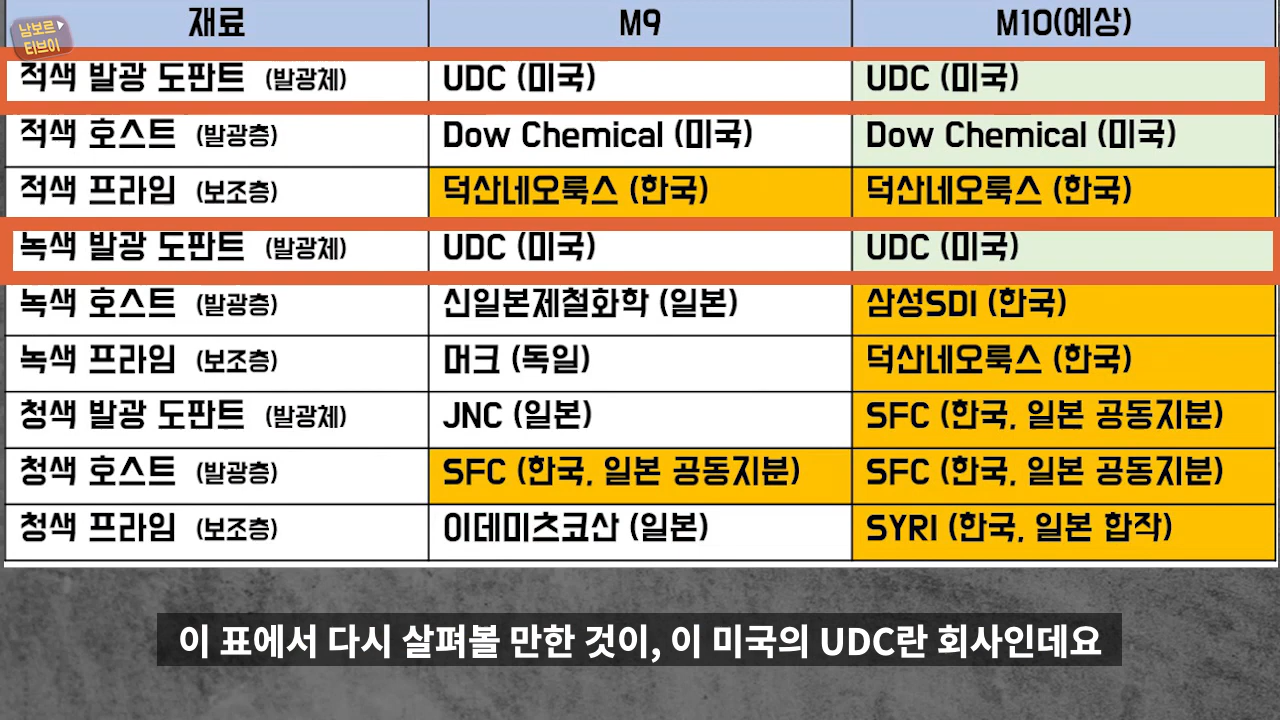 남보르
티브이
재료 M9 M10(예상)
적색 발광 도판트 (발광체) UDC (미국) UDC (미국)
적색 호스트 (발광층) Dow Chemical (미국) Dow Chemical (미국)
적색 프라임 (보조층) 덕산네오룩스 (한국) 덕산네오룩스 (한국)
녹색 발광 도판트 (발광체) UDC (미국) UDC (미국)
녹색 호스트 (발광층) 신일본제철화학 (일본) 삼성SDI (한국)
녹색 프라임 (보조층) 머크 (독일) 덕산네오룩스 (한국)
청색 발광 도판트 (발광체) JNC (일본) SFC (한국, 일본 공동지분)
청색 호스트 (발광층) SFC (한국, 일본 공동지분) SFC (한국, 일본 공동지분)
청색 프라임 (보조층) 이데미츠코산 (일본) SYRI (한국, 일본 합작)
이 표에서 다시 살펴볼 만한 것이, 이 미국의 UDC란 회사인데요